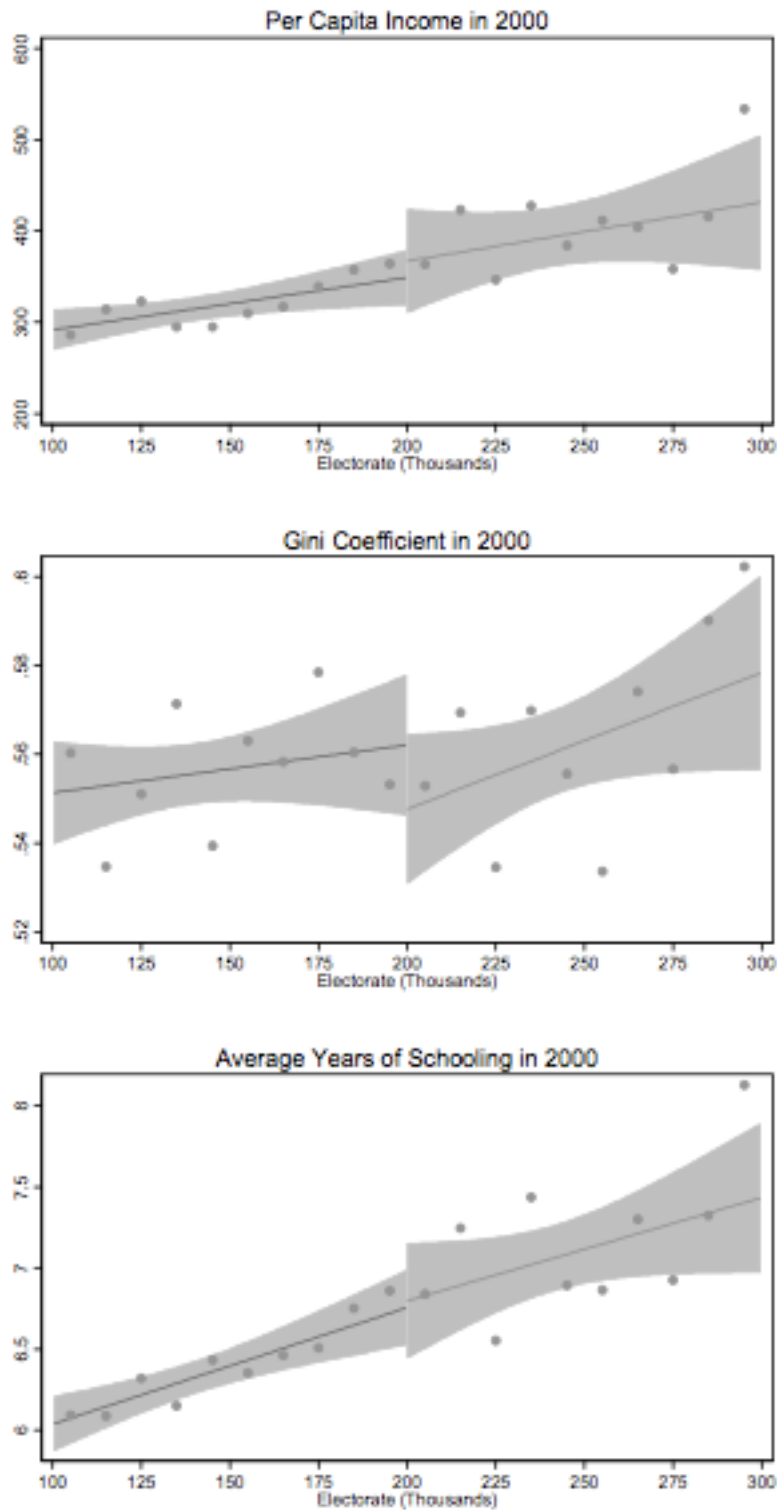 Per Capita Income in 2000
600
500
400
300
200
100 125 150 175 200 225 250 275 300
Electorate (Thousands)
Gini Coefficient in 2000
.6
.58
.56
.54
.52
100 125 150 175 200 225 250 275 300
Electorate (Thousands)
Average Years of Schooling in 2000
8
7.5
7
6.5
6
100 125 150 175 200 225 250 275 300
Electorate (Thousands)